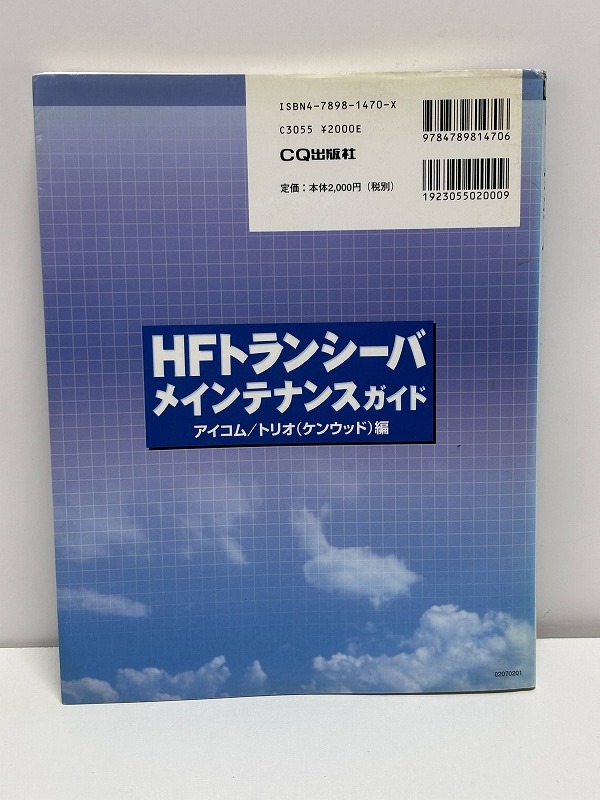 ISBN4-7898-1470-X
C3055 ¥2000E
CQ出版社
定価：本体2,000円（税別）
9784789814706
1923055020009
HFトランシーバ
メインテナンスガイド
アイコム/トリオ(ケンウッド)編
02070201